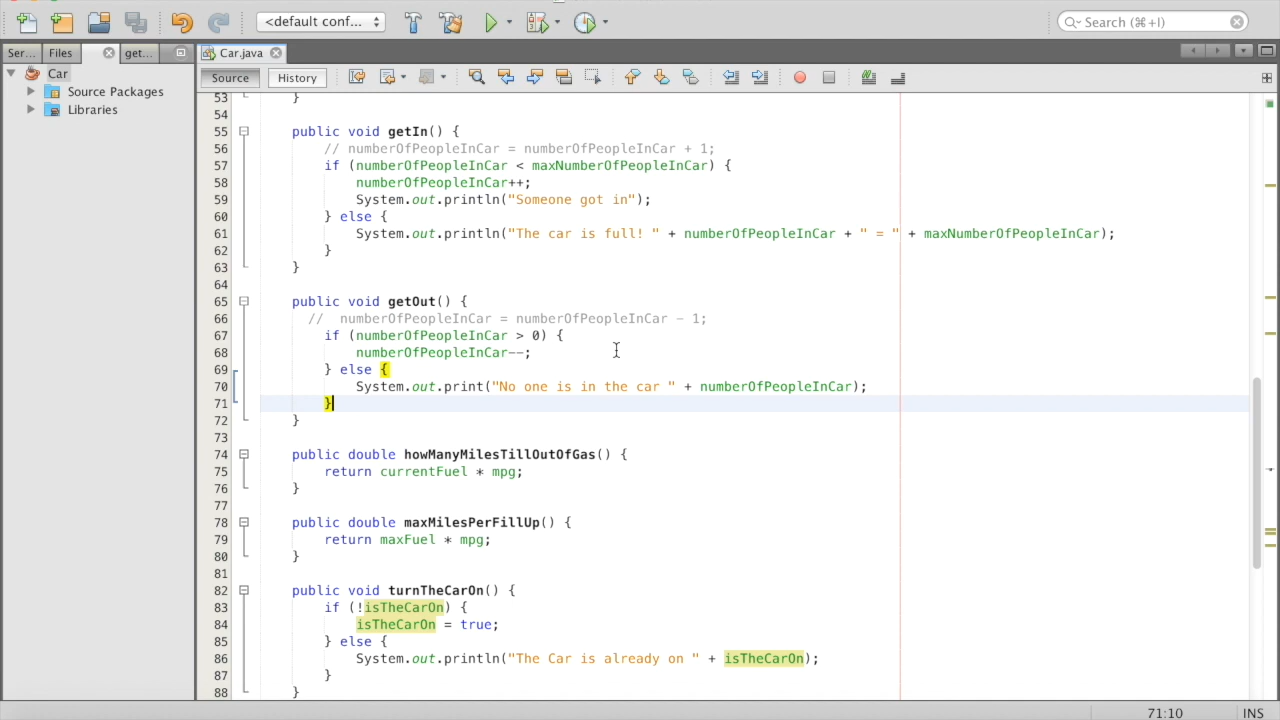 <default conf...
Search (⌘+I)
Ser... Files get... Car.java
Car
Source Packages
Libraries
Source History
53 }
54
55 public void getIn() {
56 // numberOfPeopleInCar = numberOfPeopleInCar + 1;
57 if (numberOfPeopleInCar < maxNumberOfPeopleInCar) {
58 numberOfPeopleInCar++;
59 System.out.println("Someone got in");
60 } else {
61 System.out.println("The car is full! " + numberOfPeopleInCar + " = " + maxNumberOfPeopleInCar);
62 }
63 }
64
65 public void getOut() {
66 // numberOfPeopleInCar = numberOfPeopleInCar - 1;
67 if (numberOfPeopleInCar > 0) {
68 numberOfPeopleInCar--;
69 } else {
70 System.out.print("No one is in the car " + numberOfPeopleInCar);
71 }
72 }
73
74 public double howManyMilesTillOutOfGas() {
75 return currentFuel * mpg;
76 }
77
78 public double maxMilesPerFillUp() {
79 return maxFuel * mpg;
80 }
81
82 public void turnTheCarOn() {
83 if (!isTheCarOn) {
84 isTheCarOn = true;
85 } else {
86 System.out.println("The Car is already on " + isTheCarOn);
87 }
88 }
71:10 INS